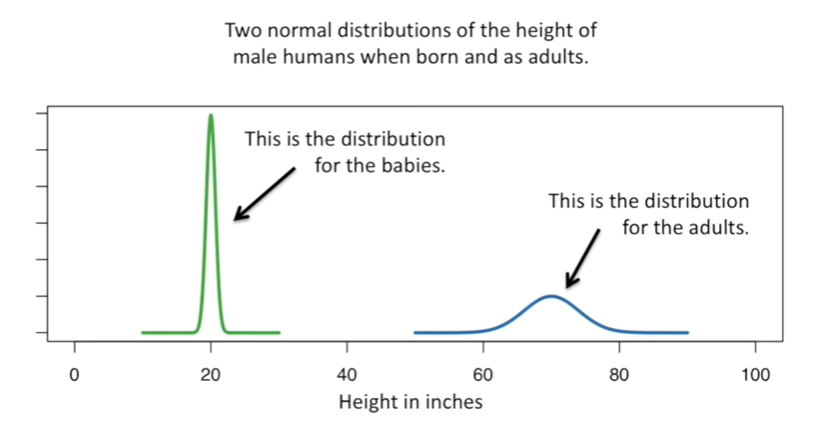 Two normal distributions of the height of
male humans when born and as adults.
This is the distribution
for the babies.
This is the distribution
for the adults.
0 20 40 60 80 100
Height in inches